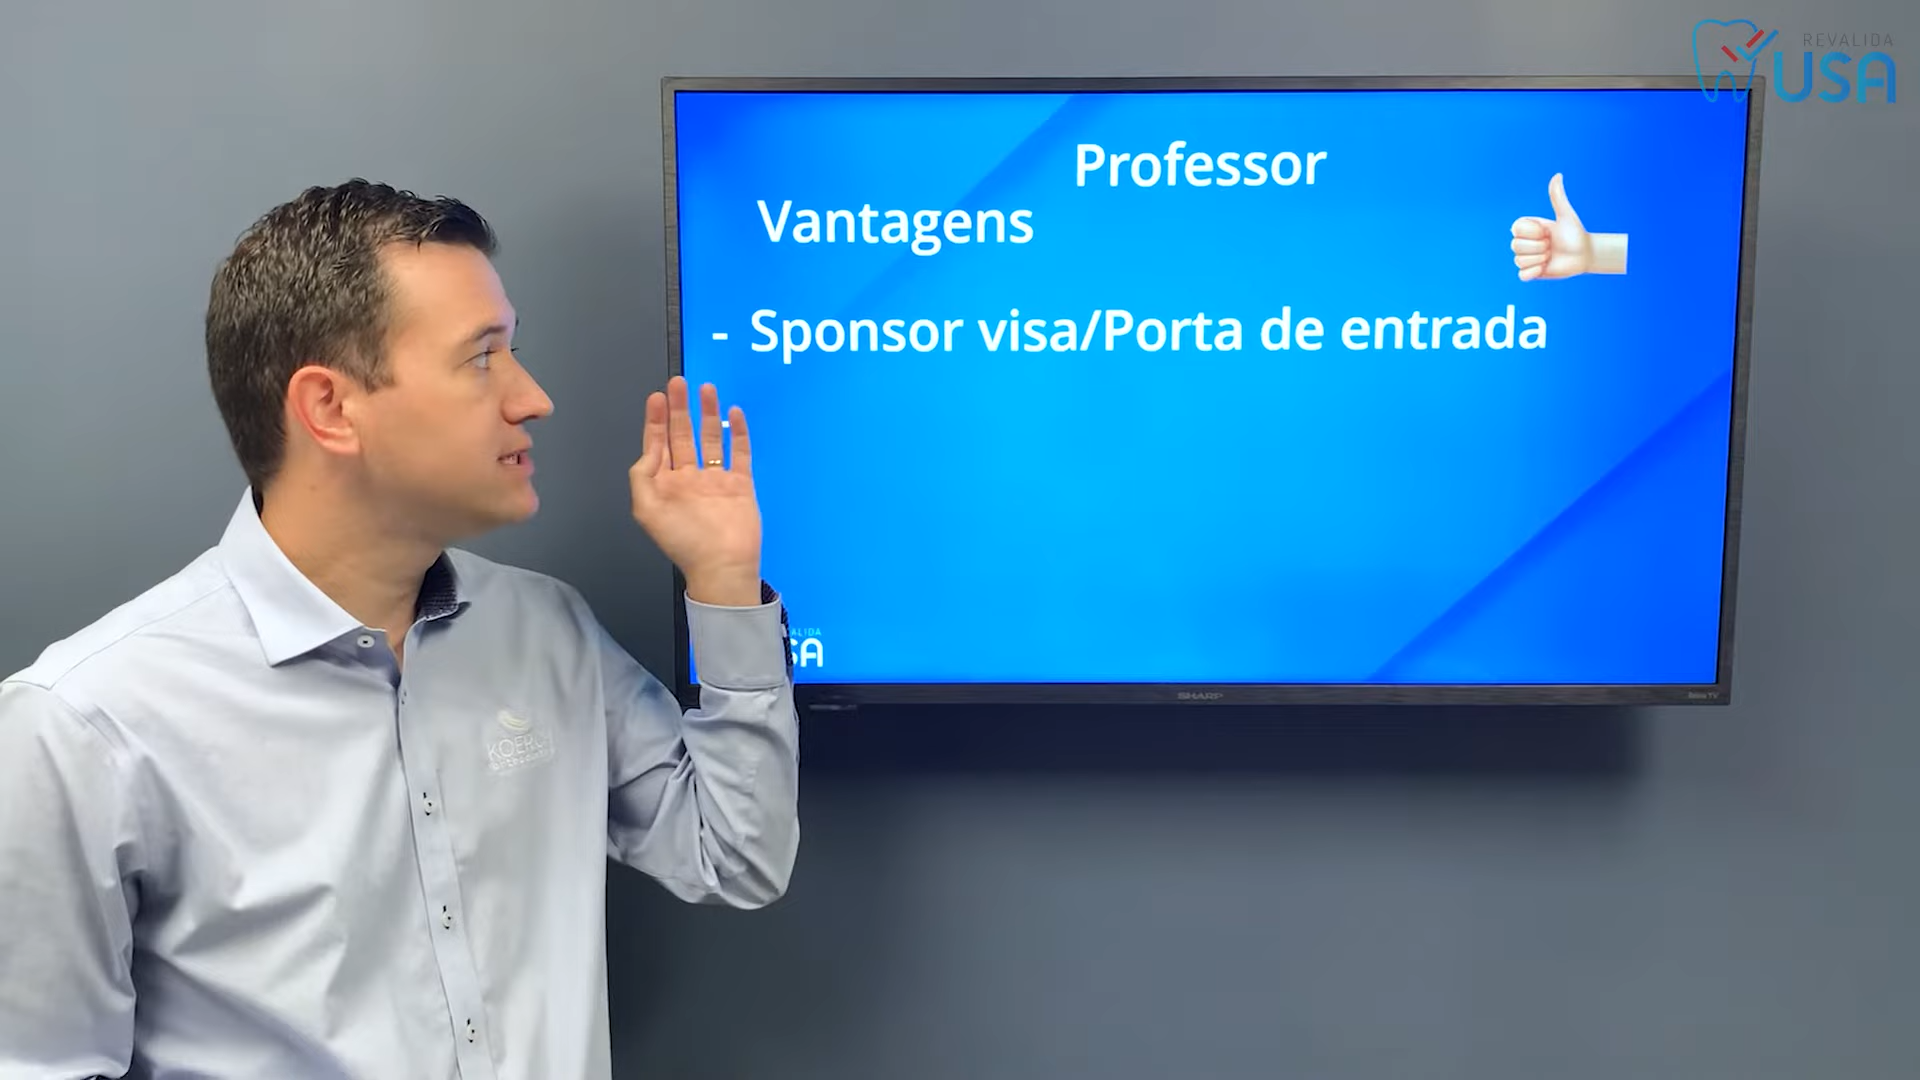 REVALIDA
USA
Professor
Vantagens
- Sponsor visa/Porta de entrada
-
SHARP